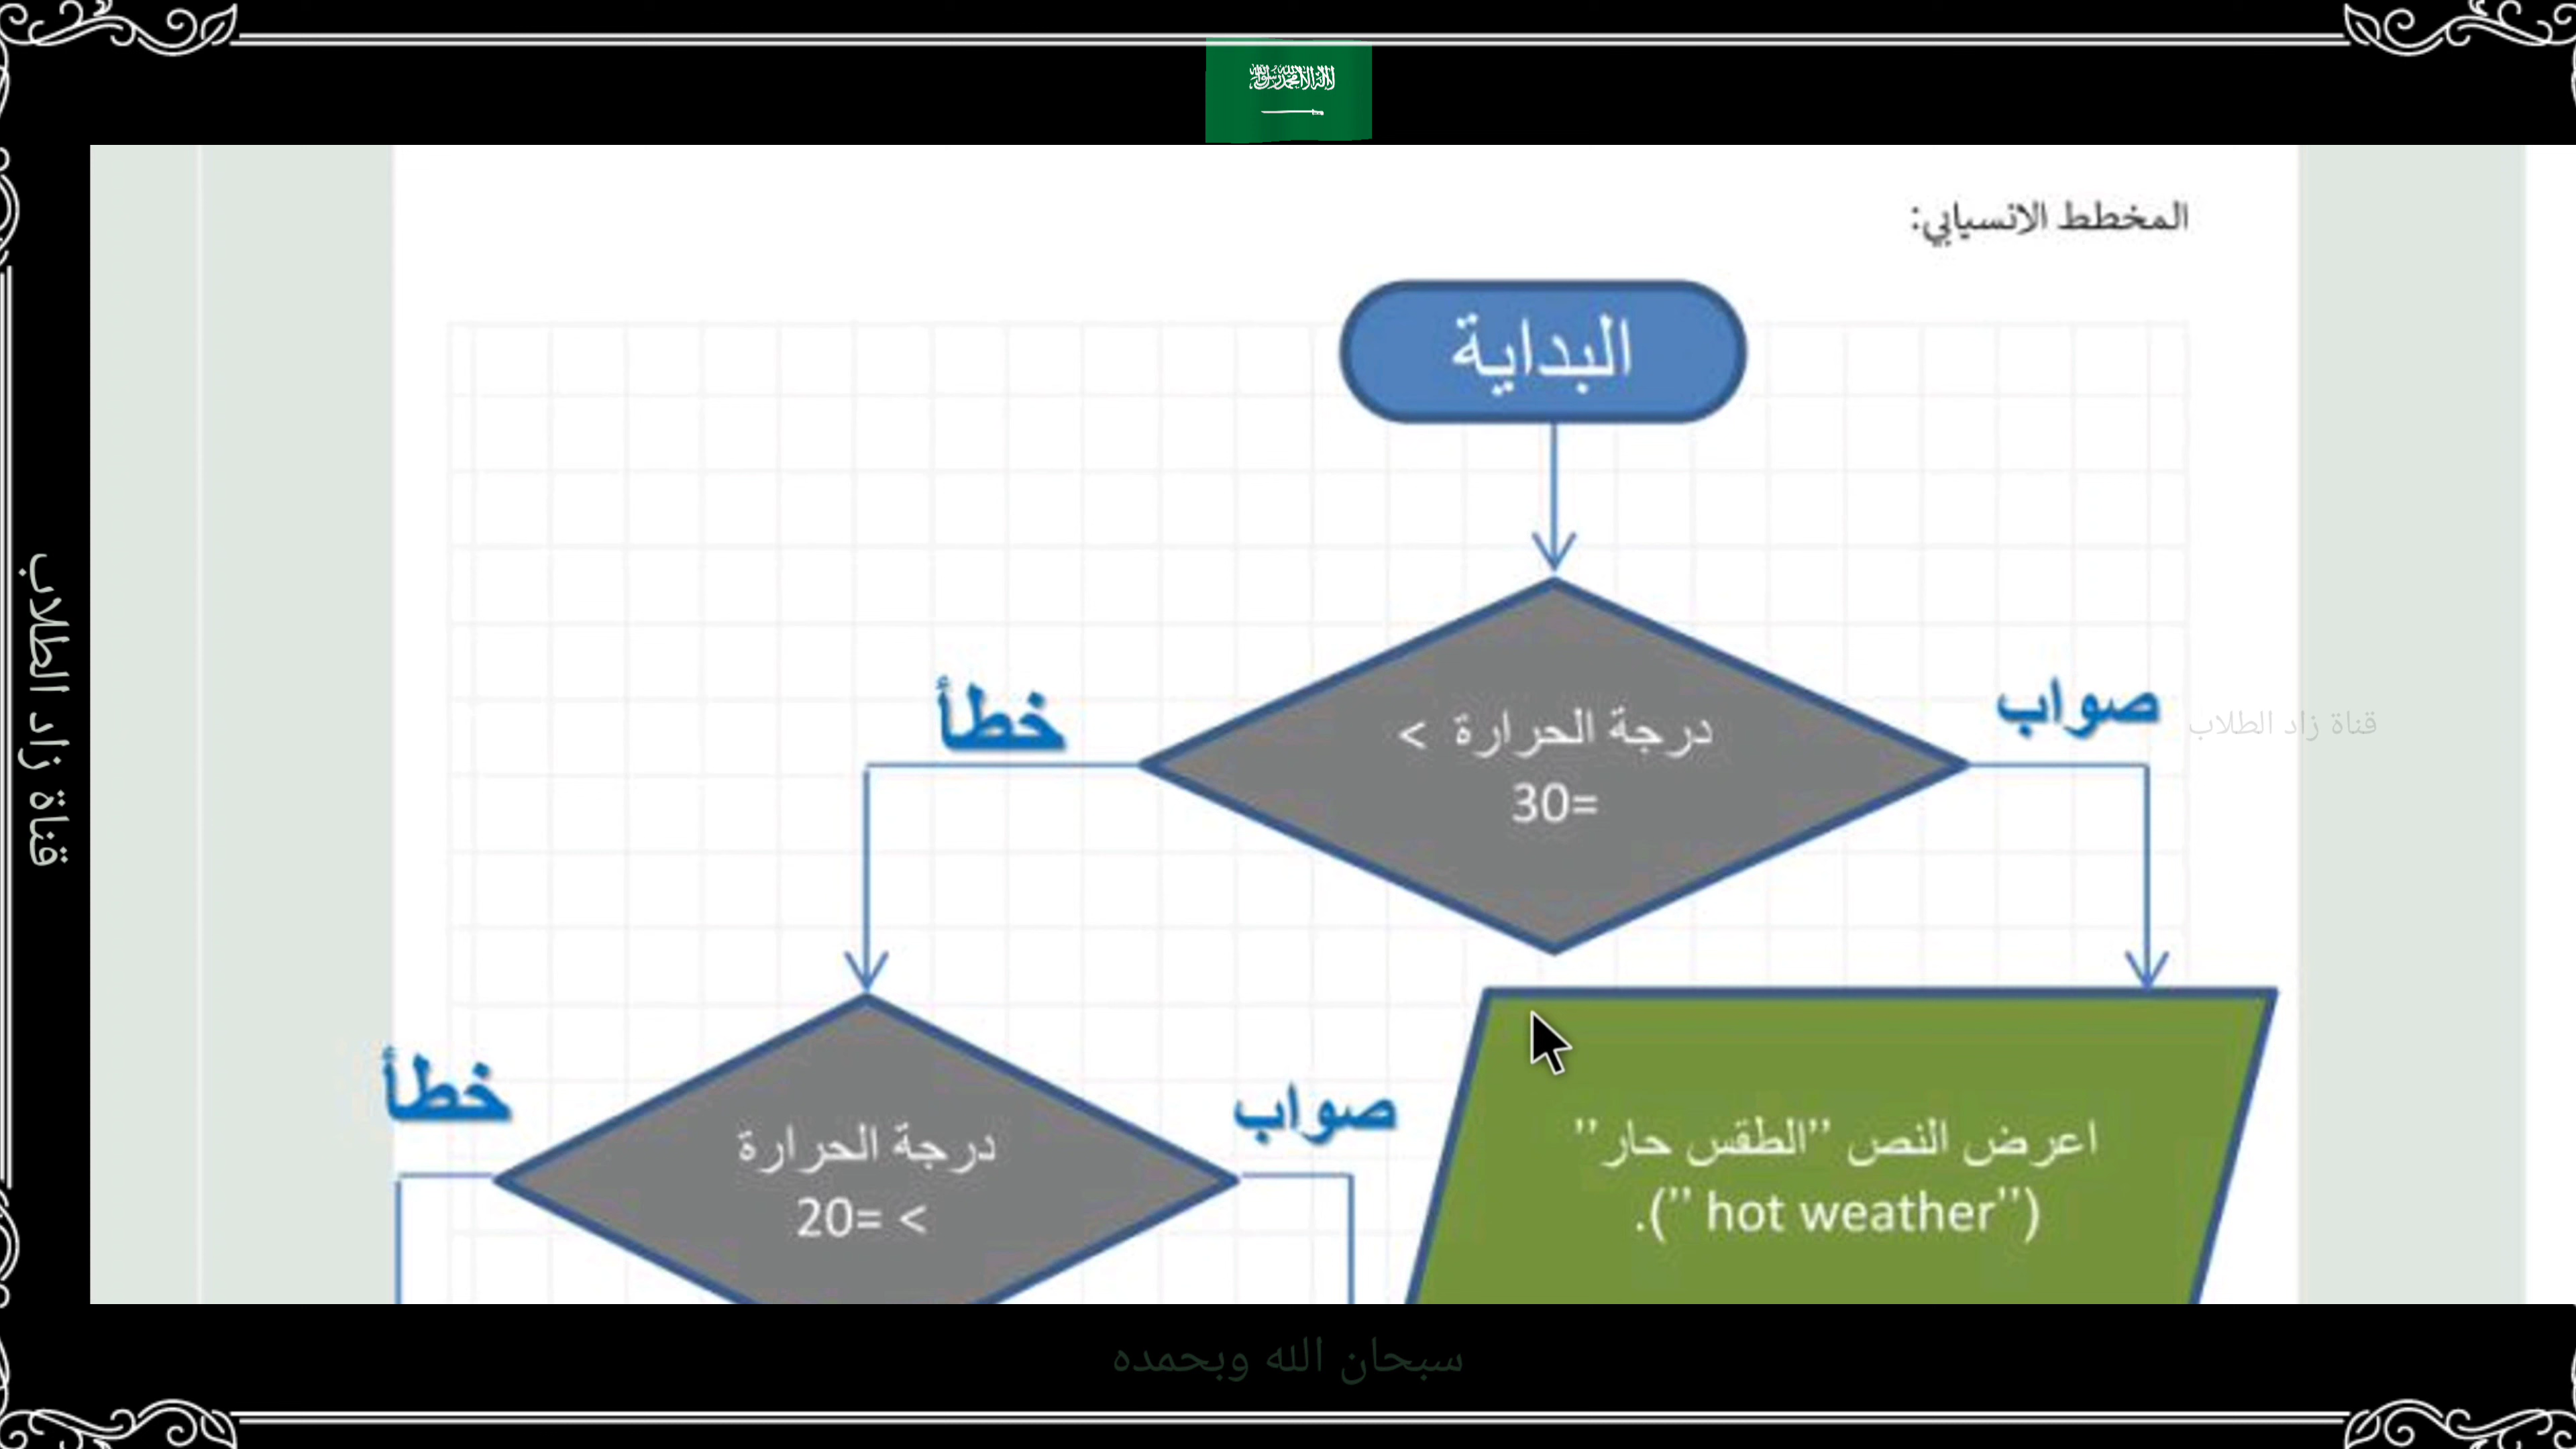 المخطط الانسيابي:
البداية
صواب
خطأ
درجة الحرارة <
30=
قناة زاد الطلاب
قناة زاد الطلاب
خطأ
صواب
درجة الحرارة
20= <
اعرض النص "الطقس حار"
(" hot weather").
سبحان الله وبحمده